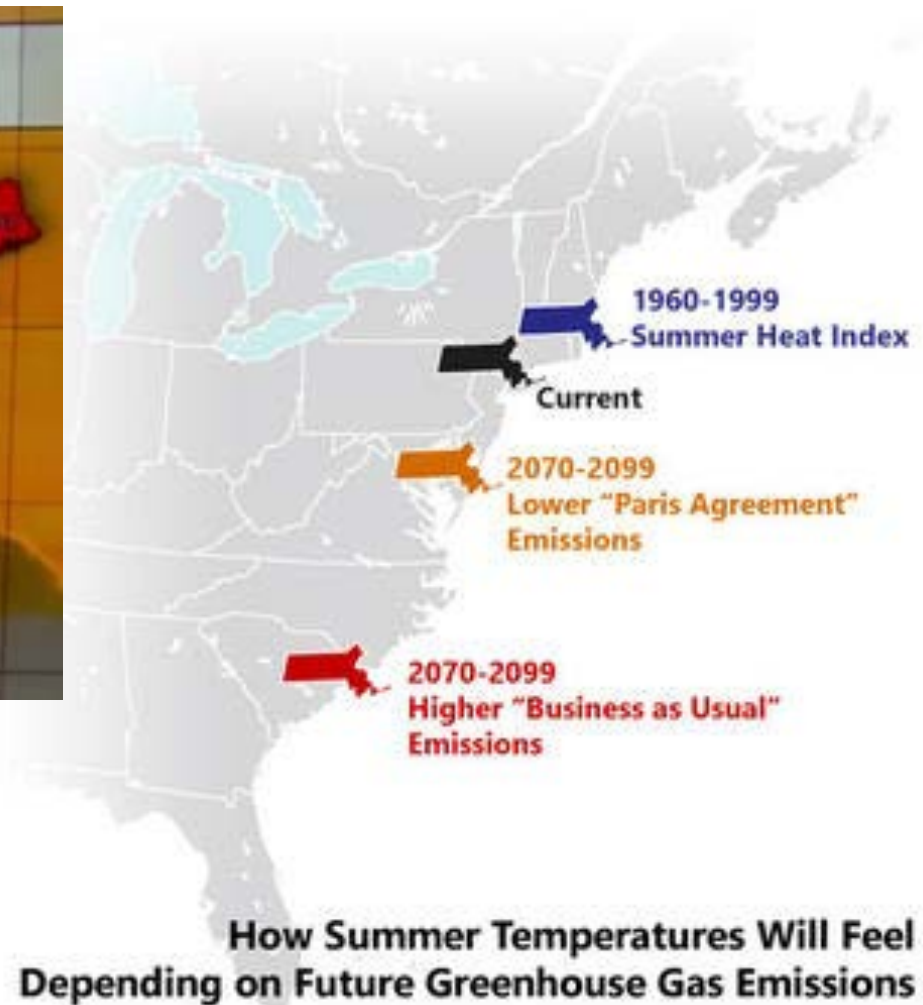 1960-1999
Summer Heat Index
Current
2070-2099
Lower “Paris Agreement”
Emissions
2070-2099
Higher “Business as Usual”
Emissions
How Summer Temperatures Will Feel
Depending on Future Greenhouse Gas Emissions